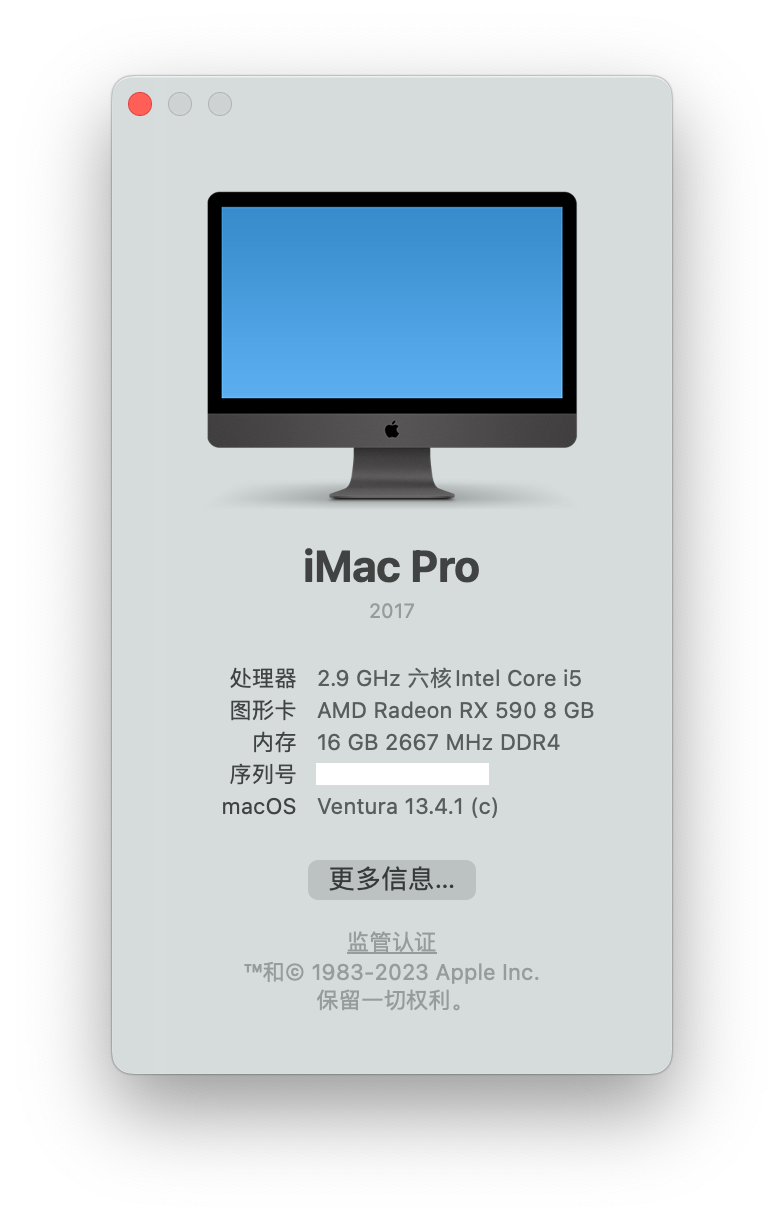 iMac Pro
2017
处理器 2.9 GHz 六核Intel Core i5
图形卡 AMD Radeon RX 590 8 GB
内存 16 GB 2667 MHz DDR4
序列号
macOS Ventura 13.4.1 (c)
更多信息...
监管认证
™和© 1983-2023 Apple Inc.
保留一切权利。